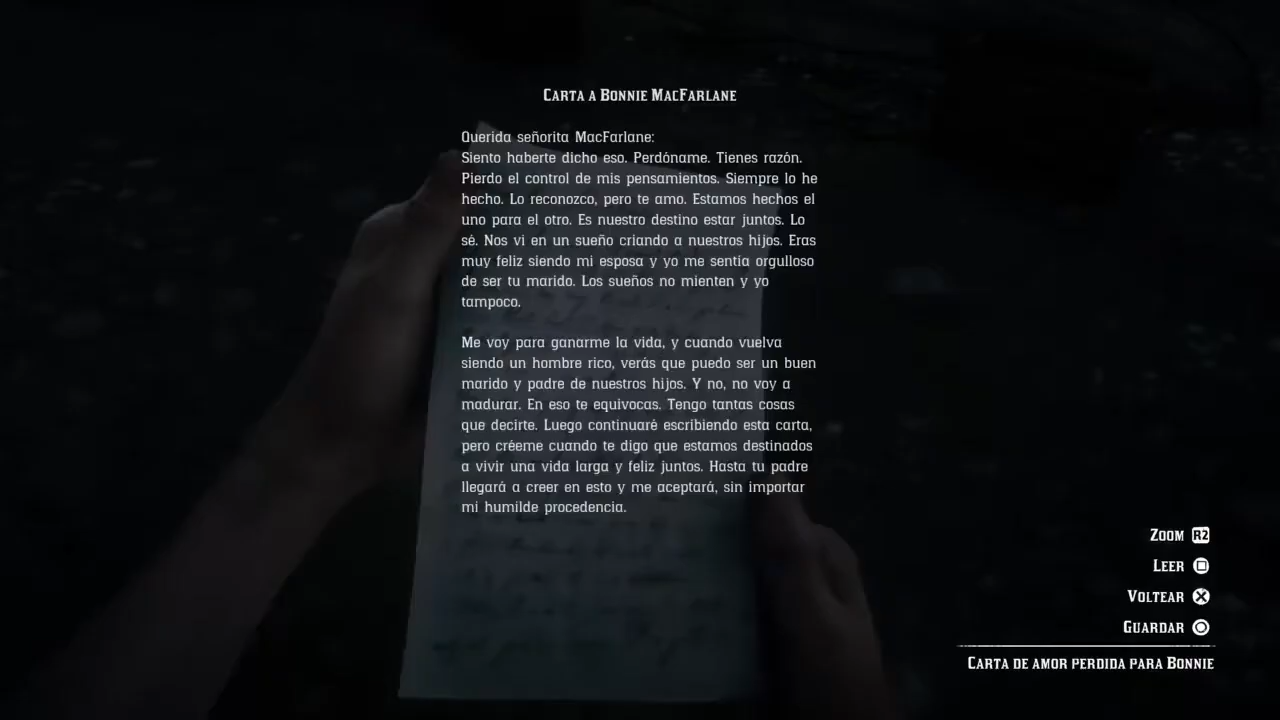 CARTA A BONNIE MACFARLANE
Querida señorita MacFarlane:
Siento haberte dicho eso. Perdóname. Tienes razón.
Pierdo el control de mis pensamientos. Siempre lo he
hecho. Lo reconozco, pero te amo. Estamos hechos el
uno para el otro. Es nuestro destino estar juntos. Lo
sé. Nos vi en un sueño criando a nuestros hijos. Eras
muy feliz siendo mi esposa y yo me sentía orgulloso
de ser tu marido. Los sueños no mienten y yo
tampoco.
Me voy para ganarme la vida, y cuando vuelva
siendo un hombre rico, verás que puedo ser un buen
marido y padre de nuestros hijos. Y no, no voy a
madurar. En eso te equivocas. Tengo tantas cosas
que decirte. Luego continuaré escribiendo esta carta,
pero créeme cuando te digo que estamos destinados
a vivir una vida larga y feliz juntos. Hasta tu padre
llegará a creer en esto y me aceptará, sin importar
mi humilde procedencia.
ZOOM R2
LEER
VOLTEAR
GUARDAR
CARTA DE AMOR PERDIDA PARA BONNIE